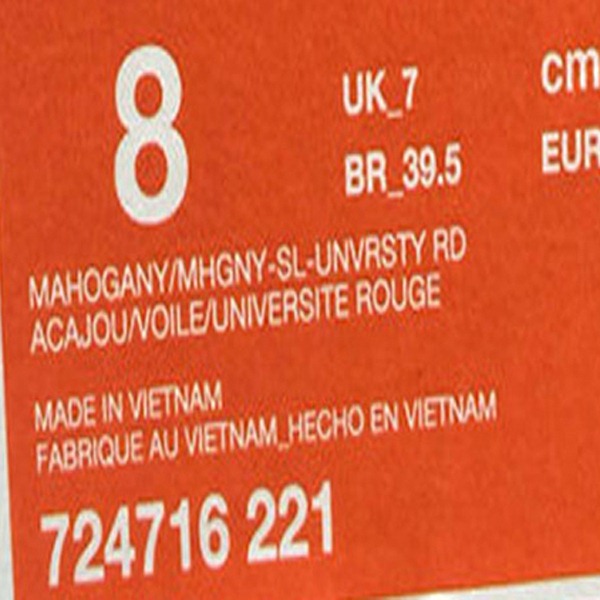 8
UK_7
cm
BR_39.5
EUR
MAHOGANY/MHGNY-SL-UNVRSTY RD
ACAJOU/VOILE/UNIVERSITE ROUGE
MADE IN VIETNAM
FABRIQUE AU VIETNAM_HECHO EN VIETNAM
724716 221